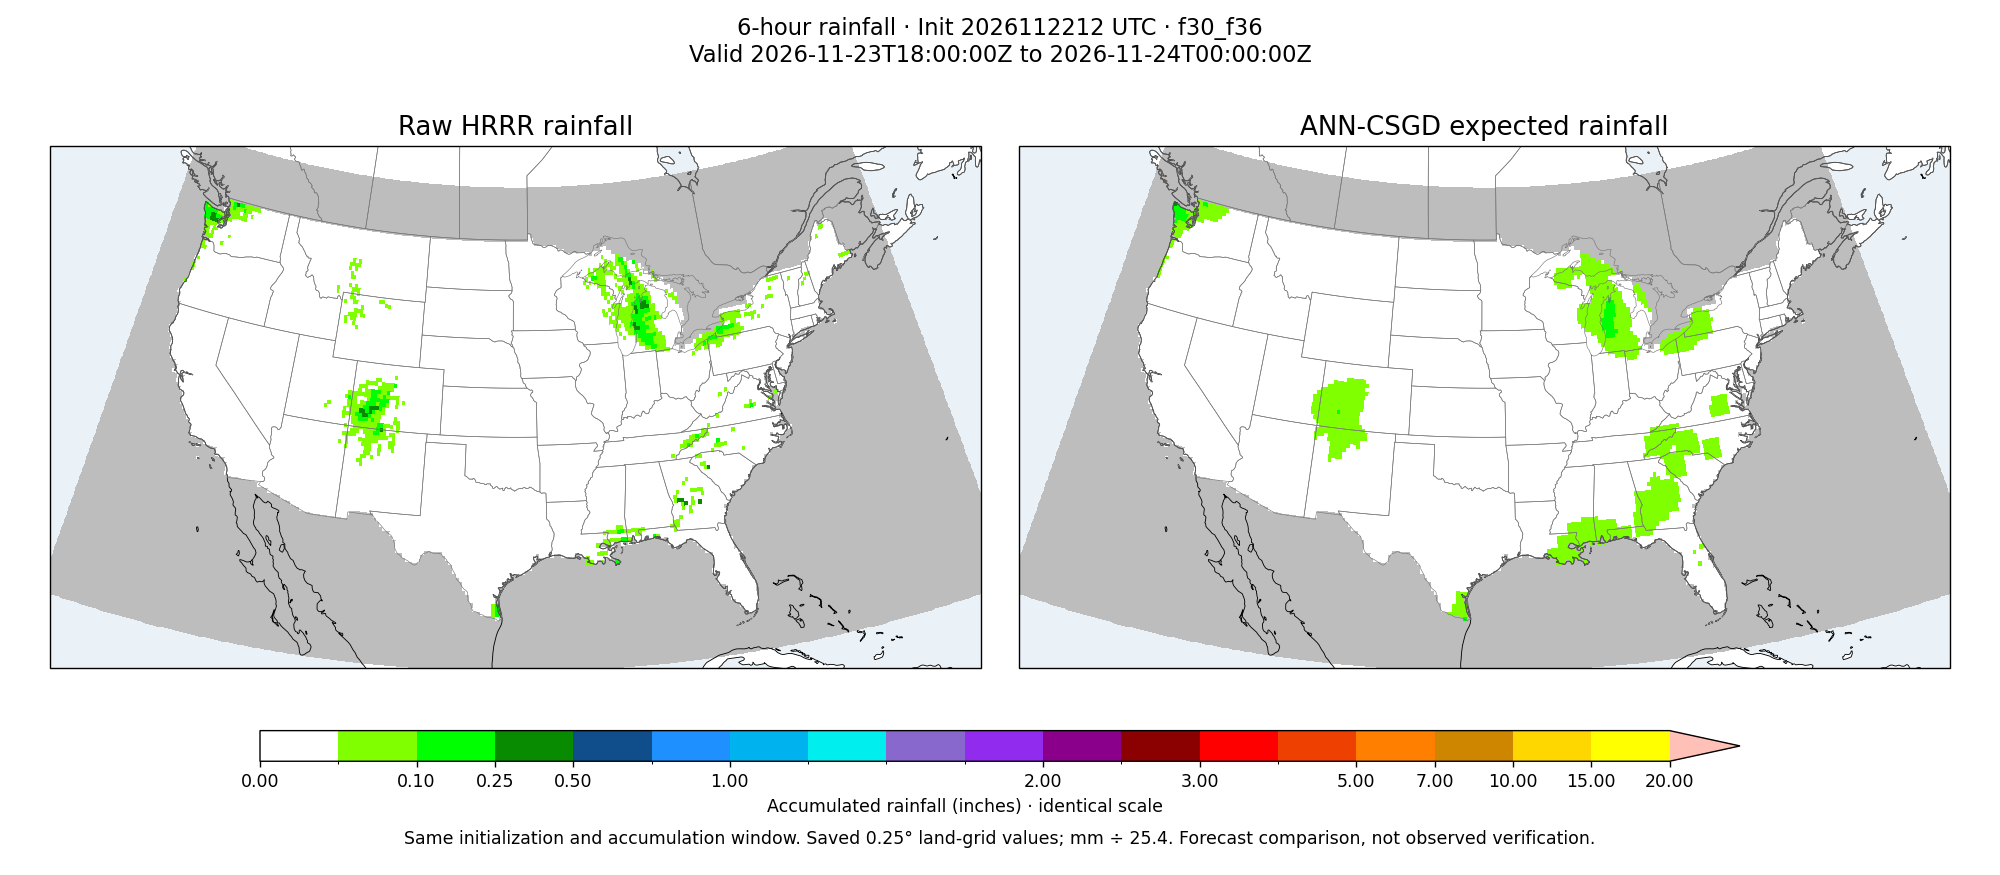 6-hour rainfall · Init 2026112212 UTC · f30_f36
Valid 2026-11-23T18:00:00Z to 2026-11-24T00:00:00Z
Raw HRRR rainfall
ANN-CSGD expected rainfall
0.00 0.10 0.25 0.50 1.00 2.00 3.00 5.00 7.00 10.00 15.00 20.00
Accumulated rainfall (inches) · identical scale
Same initialization and accumulation window. Saved 0.25° land-grid values; mm ÷ 25.4. Forecast comparison, not observed verification.